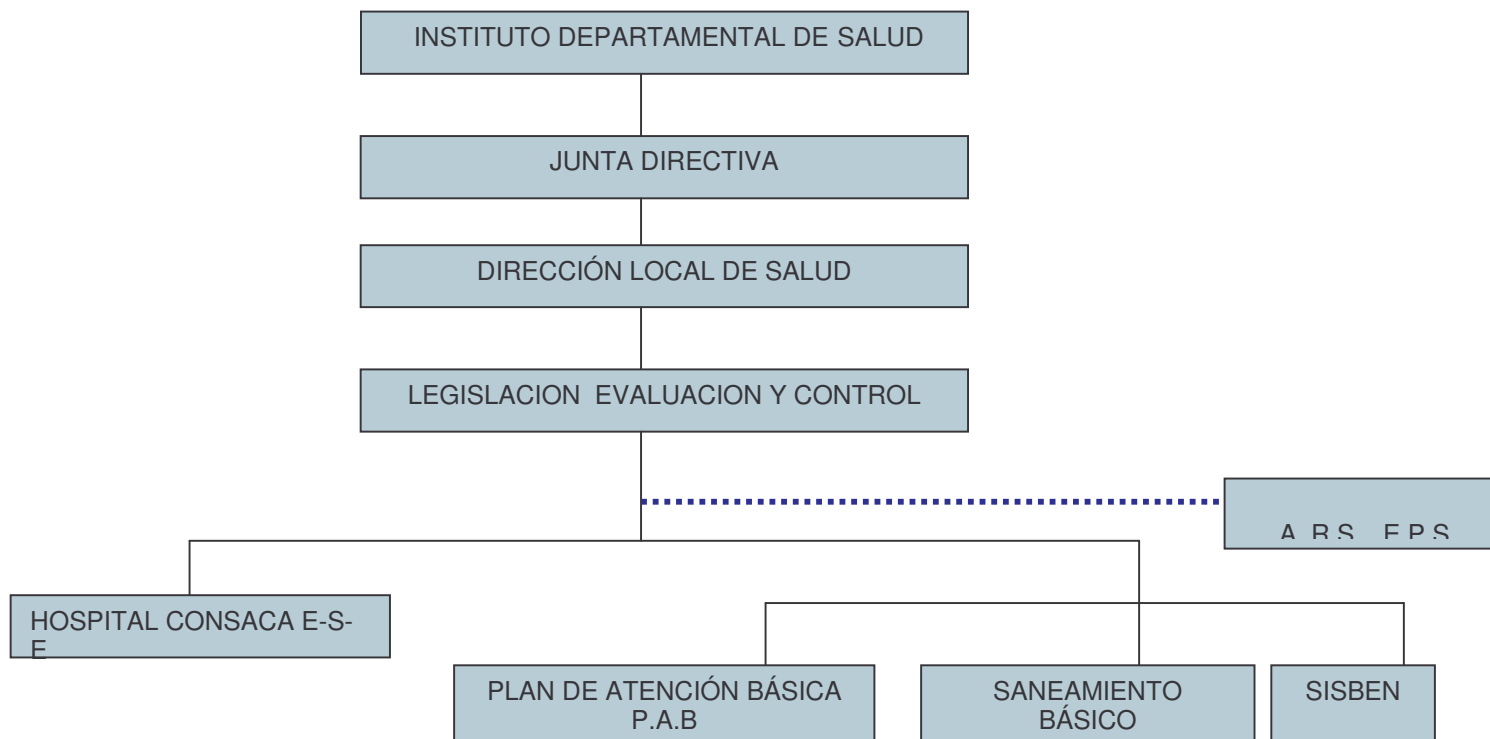 INSTITUTO DEPARTAMENTAL DE SALUD
JUNTA DIRECTIVA
DIRECCIÓN LOCAL DE SALUD
LEGISLACION  EVALUACION Y CONTROL
A R S   E P S
HOSPITAL CONSACA E-S-
E
PLAN DE ATENCIÓN BÁSICA
P.A.B
SANEAMIENTO
BÁSICO
SISBEN